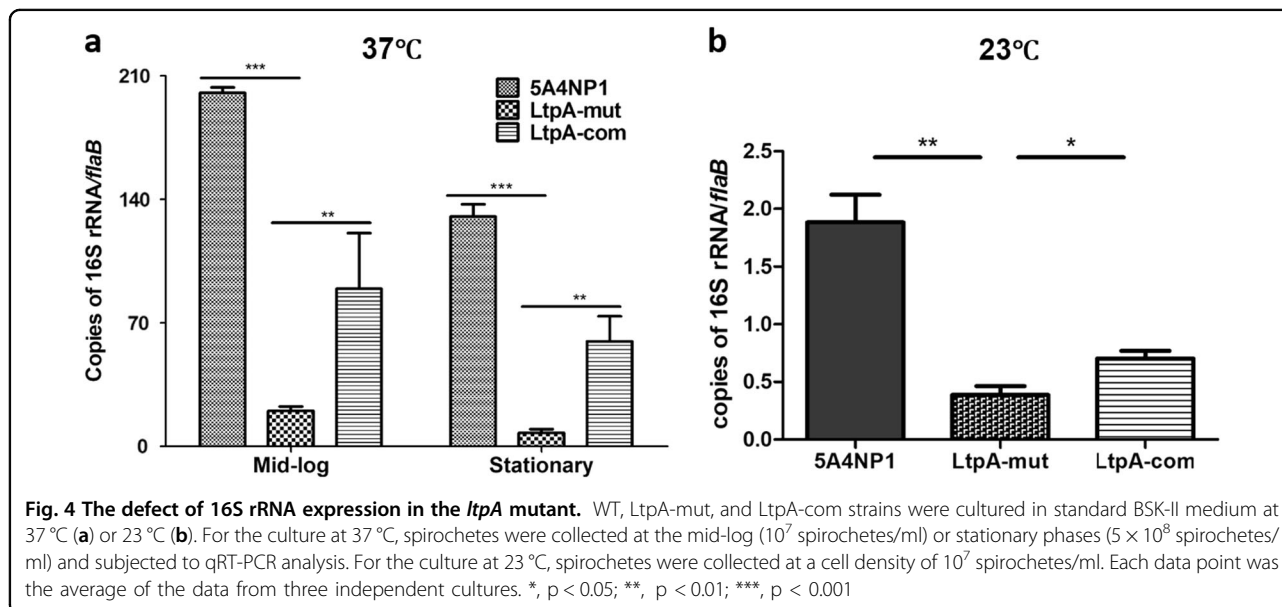 a
37℃
Copies of 16S rRNA/flaB
210
140
70
0
***
**
***
**
5A4NP1
LtpA-mut
LtpA-com
Mid-log
Stationary
b
23℃
copies of 16S rRNA/flaB
2.5
2.0
1.5
1.0
0.5
0.0
**
*
5A4NP1
LtpA-mut
LtpA-com
Fig. 4 The defect of 16S rRNA expression in the ltpA mutant. WT, LtpA-mut, and LtpA-com strains were cultured in standard BSK-II medium at
37 °C (a) or 23 °C (b). For the culture at 37 °C, spirochetes were collected at the mid-log (10⁷ spirochetes/ml) or stationary phases (5 × 10⁸ spirochetes/
ml) and subjected to qRT-PCR analysis. For the culture at 23 °C, spirochetes were collected at a cell density of 10⁷ spirochetes/ml. Each data point was
the average of the data from three independent cultures. *, p < 0.05; **, p < 0.01; ***, p < 0.001